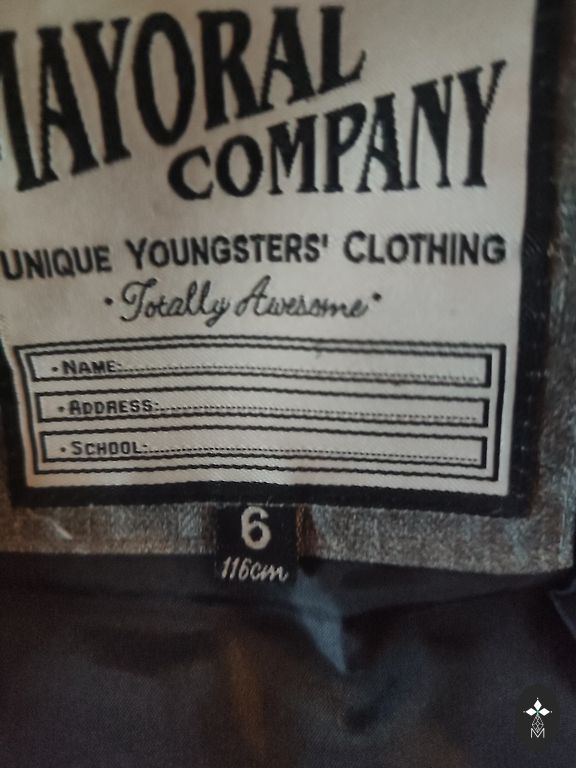 MAYORAL
COMPANY
UNIQUE YOUNGSTERS' CLOTHING
• Totally Awesome •
• NAME:
• ADDRESS:
• SCHOOL:
6
116cm
M